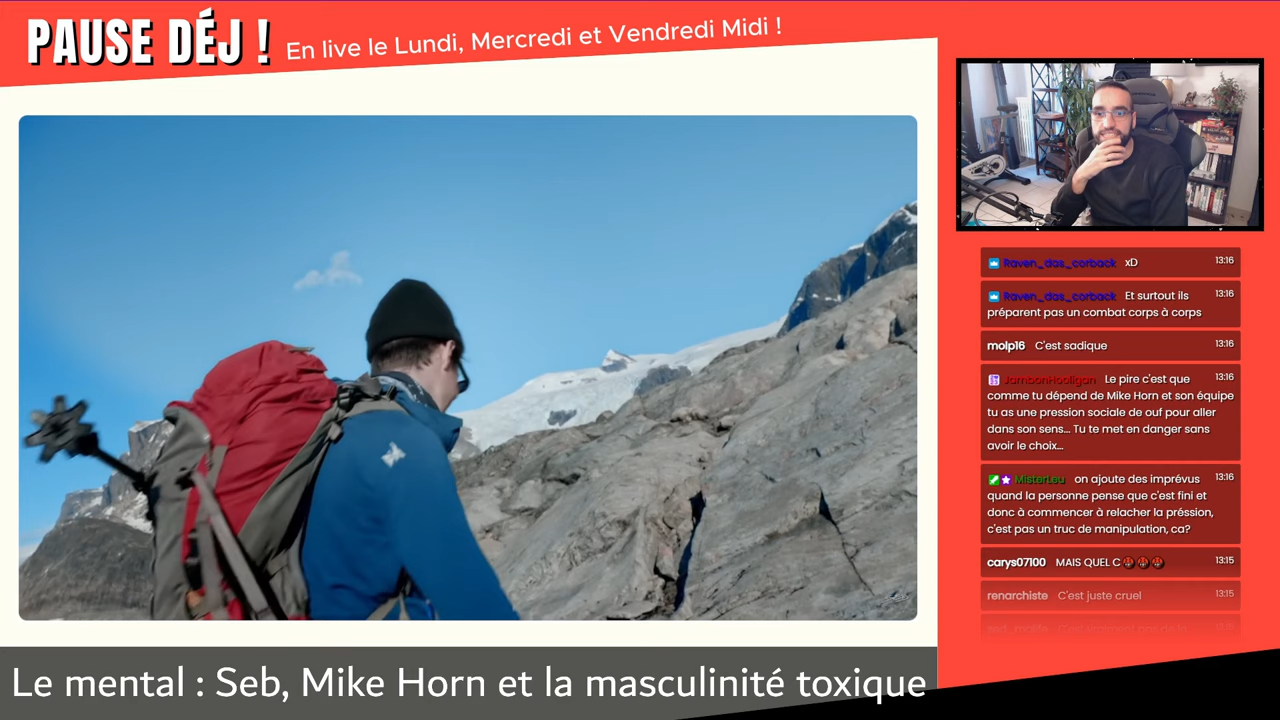 PAUSE DÉJ !
En live le Lundi, Mercredi et Vendredi Midi !
Raven_das_corback xD 13:16
Raven_das_corback Et surtout ils 13:16
préparent pas un combat corps à corps
molp16 C'est sadique 13:16
JambonHooligan Le pire c'est que 13:16
comme tu dépend de Mike Horn et son équipe
tu as une pression sociale de ouf pour aller
dans son sens... Tu te met en danger sans
avoir le choix...
MisterLeu on ajoute des imprévus 13:16
quand la personne pense que c'est fini et
donc à commencer à relacher la préssion,
c'est pas un truc de manipulation, ca?
carys07100 MAIS QUEL C 13:15
renarchiste C'est juste cruel 13:15
Le mental : Seb, Mike Horn et la masculinité toxique